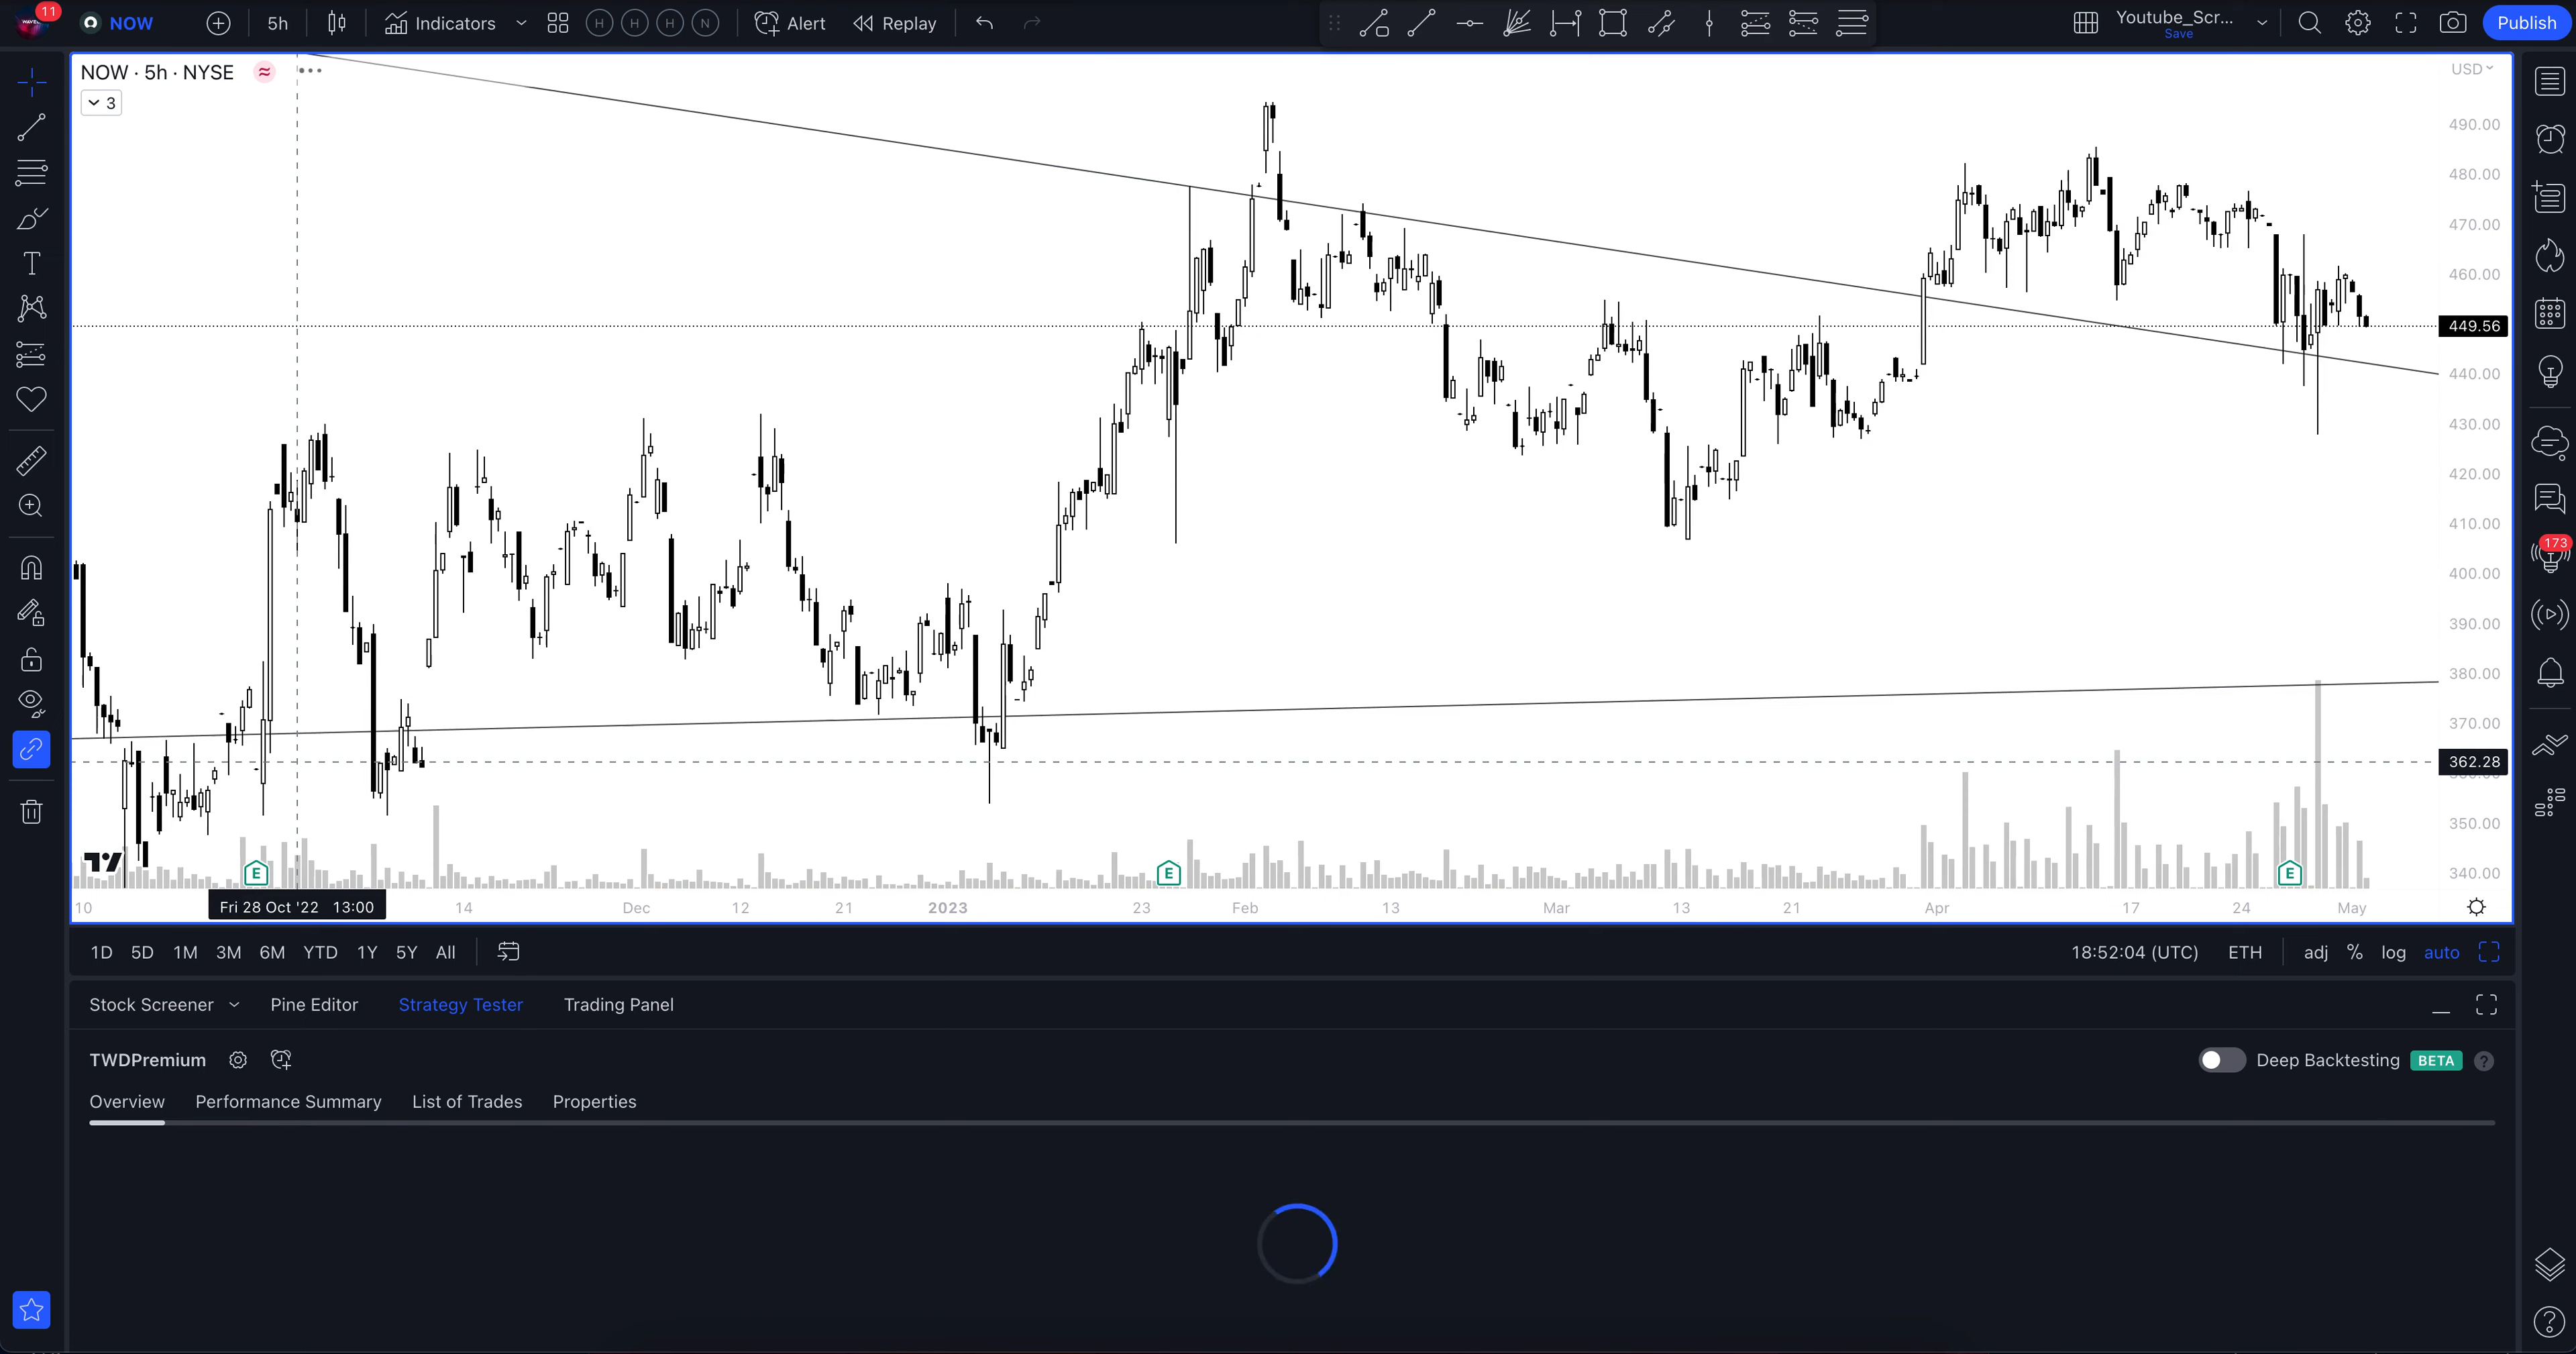 11
NOW
5h
Indicators
H H H N
Alert
Replay
Youtube_Scr...
Save
Publish
NOW · 5h · NYSE
3
USD
490.00
480.00
470.00
460.00
449.56
440.00
430.00
420.00
410.00
400.00
390.00
380.00
370.00
362.28
350.00
340.00
173
E E E
10 Fri 28 Oct '22 13:00 14 Dec 12 21 2023 23 Feb 13 Mar 13 21 Apr 17 24 May
1D 5D 1M 3M 6M YTD 1Y 5Y All
18:52:04 (UTC) ETH adj % log auto
Stock Screener Pine Editor Strategy Tester Trading Panel
TWDPremium
Deep Backtesting BETA ?
Overview Performance Summary List of Trades Properties